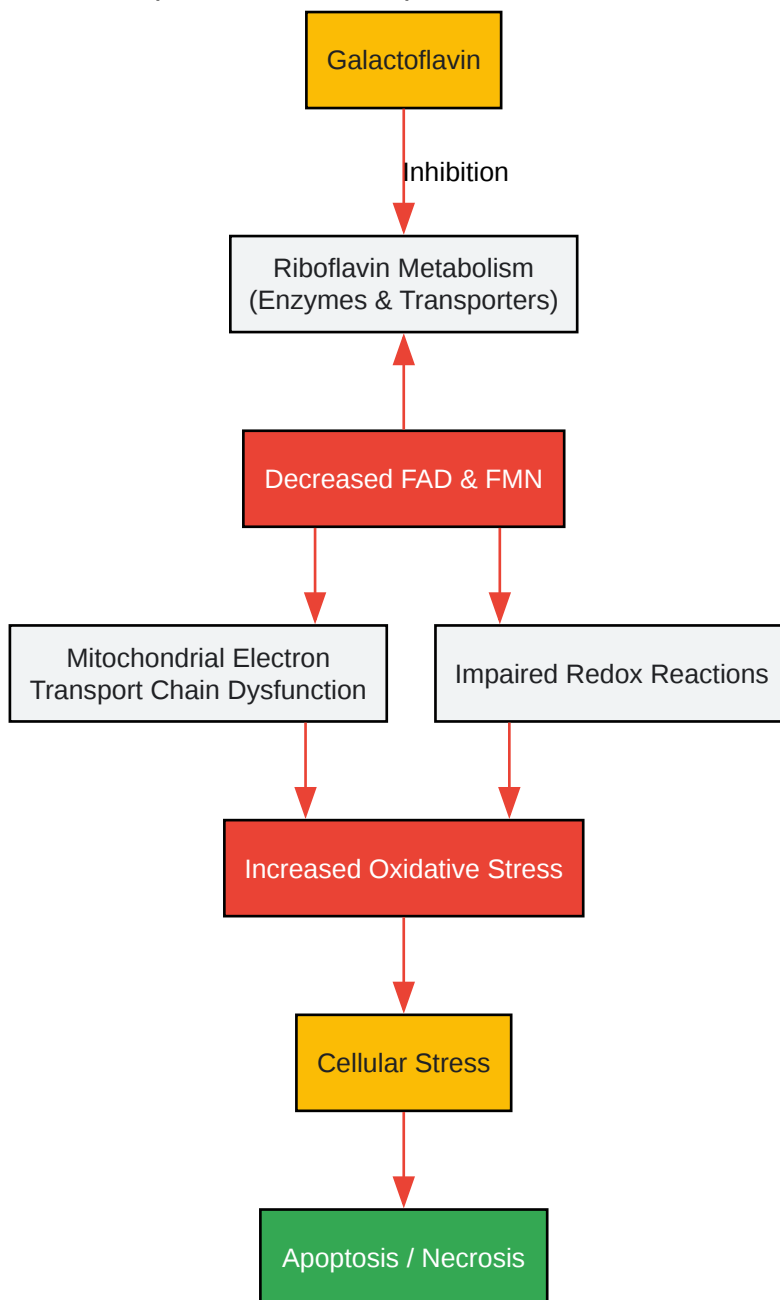 Galactoflavin
Inhibition
Riboflavin Metabolism
(Enzymes & Transporters)
Decreased FAD & FMN
Mitochondrial Electron
Transport Chain Dysfunction
Impaired Redox Reactions
Increased Oxidative Stress
Cellular Stress
Apoptosis / Necrosis